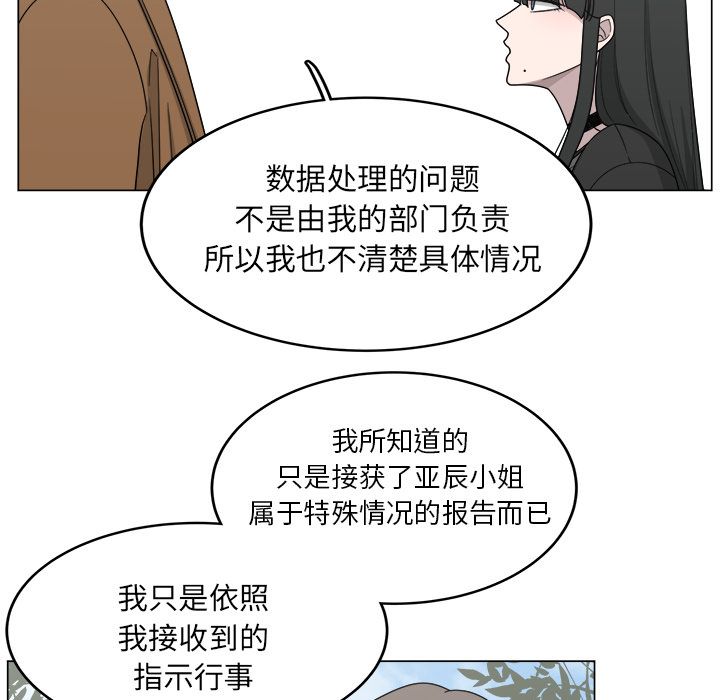 数据处理的问题
不是由我的部门负责
所以我也不清楚具体情况
我所知道的
只是接获了亚辰小姐
属于特殊情况的报告而已
我只是依照
我接收到的
指示行事